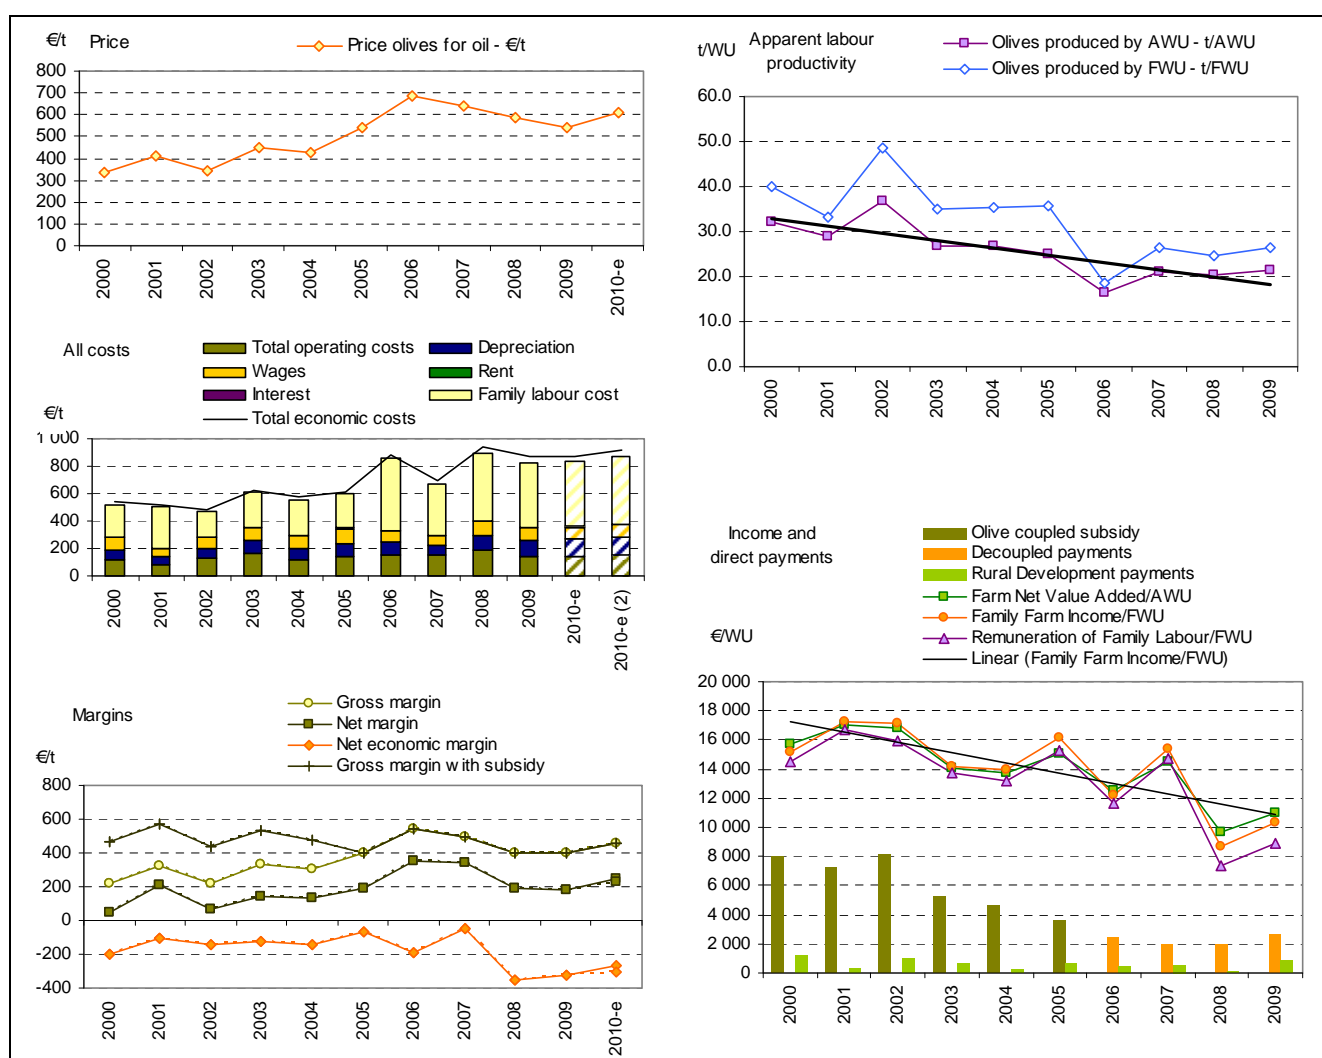 €/t
Price
Price olives for oil - €/t
800
700
600
500
400
300
200
100
0
2000
2001
2002
2003
2004
2005
2006
2007
2008
2009
2010-e
All costs
Total operating costs
Depreciation
Wages
Rent
Interest
Family labour cost
Total economic costs
€/t
1 000
800
600
400
200
0
2000
2001
2002
2003
2004
2005
2006
2007
2008
2009
2010-e
2010-e (2)
Margins
Gross margin
Net margin
Net economic margin
Gross margin with subsidy
€/t
800
600
400
200
0
-200
-400
2000
2001
2002
2003
2004
2005
2006
2007
2008
2009
2010-e
t/WU
Apparent labour
productivity
Olives produced by AWU - t/AWU
Olives produced by FWU - t/FWU
60.0
50.0
40.0
30.0
20.0
10.0
0.0
2000
2001
2002
2003
2004
2005
2006
2007
2008
2009
Income and
direct payments
Olive coupled subsidy
Decoupled payments
Rural Development payments
Farm Net Value Added/AWU
Family Farm Income/FWU
Remuneration of Family Labour/FWU
Linear (Family Farm Income/FWU)
€/WU
20 000
18 000
16 000
14 000
12 000
10 000
8 000
6 000
4 000
2 000
0
2000
2001
2002
2003
2004
2005
2006
2007
2008
2009